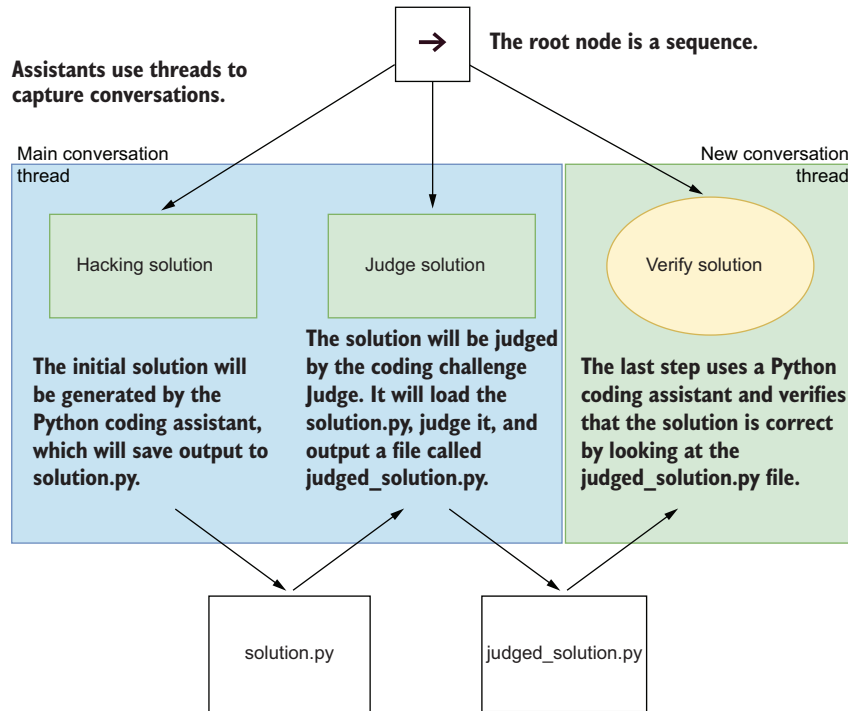 The root node is a sequence.
Assistants use threads to
capture conversations.
Main conversation
thread
New conversation
thread
Hacking solution
Judge solution
Verify solution
The initial solution will
be generated by the
Python coding assistant,
which will save output to
solution.py.
The solution will be judged
by the coding challenge
Judge. It will load the
solution.py, judge it, and
output a file called
judged_solution.py.
The last step uses a Python
coding assistant and verifies
that the solution is correct
by looking at the
judged_solution.py file.
solution.py
judged_solution.py